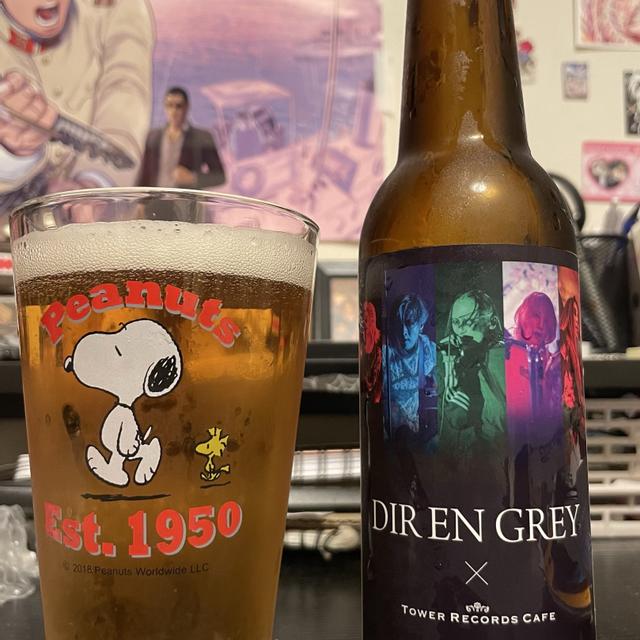 Peanuts
Est. 1950
© 2018 Peanuts Worldwide LLC
DIR EN GREY
×
TOWER RECORDS CAFE